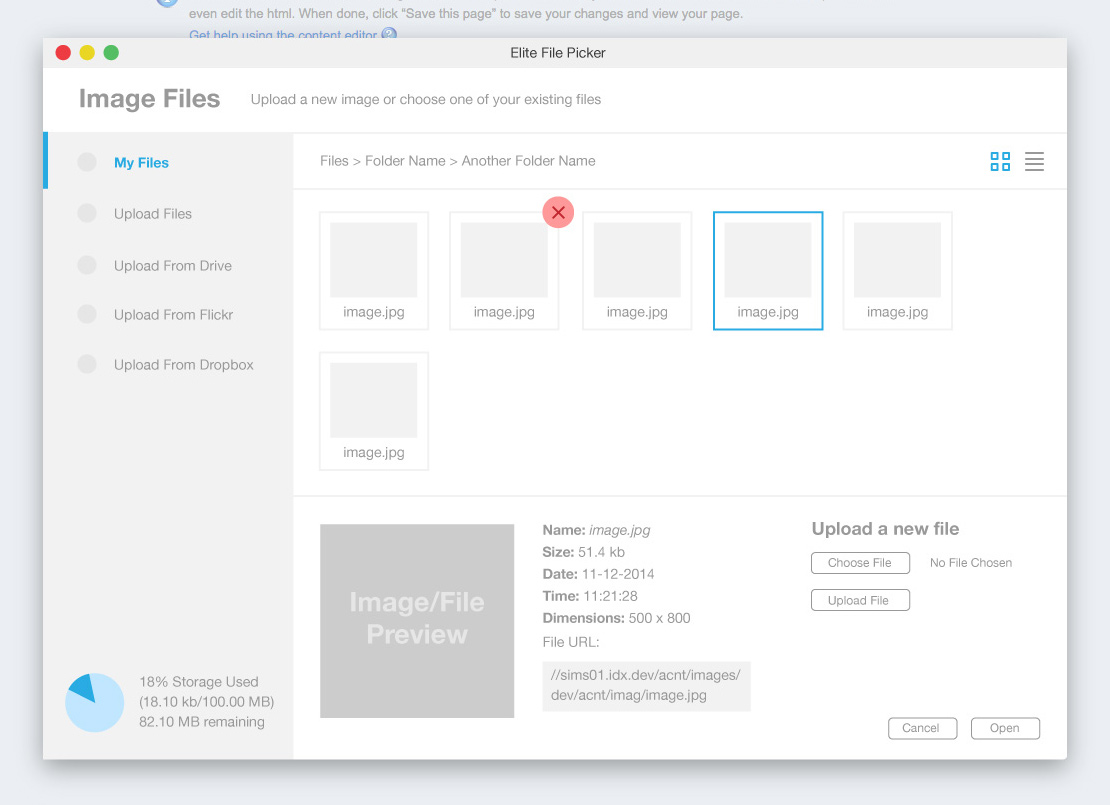 even edit the html. When done, click “Save this page” to save your changes and view your page.
Get help using the content editor
Elite File Picker
Image Files
Upload a new image or choose one of your existing files
My Files
Upload Files
Upload From Drive
Upload From Flickr
Upload From Dropbox
18% Storage Used
(18.10 kb/100.00 MB)
82.10 MB remaining
Files > Folder Name > Another Folder Name
image.jpg
image.jpg
image.jpg
image.jpg
image.jpg
image.jpg
Image/File
Preview
Name: image.jpg
Size: 51.4 kb
Date: 11-12-2014
Time: 11:21:28
Dimensions: 500 x 800
File URL:
//sims01.idx.dev/acnt/images/
dev/acnt/imag/image.jpg
Upload a new file
Choose File
No File Chosen
Upload File
Cancel
Open